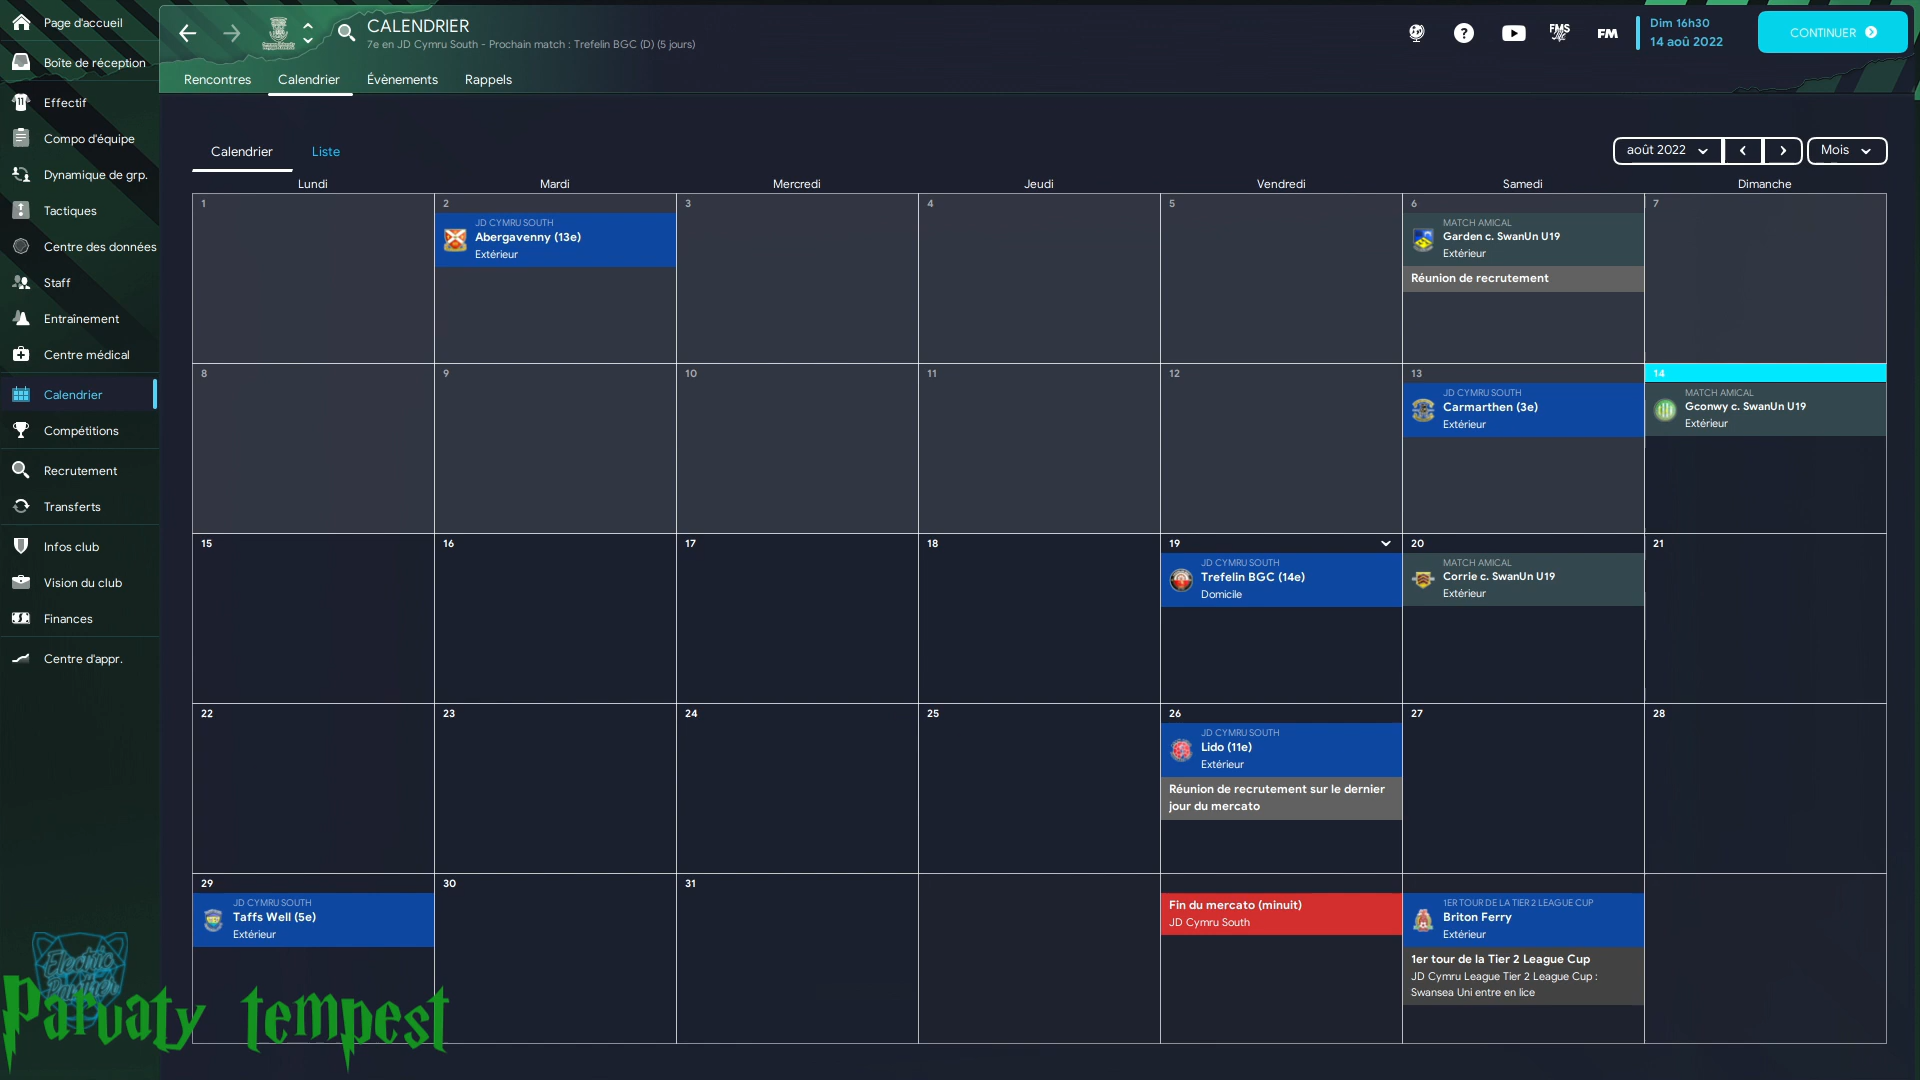 Page d'accueil
Boîte de réception
Effectif
Compo d'équipe
Dynamique de grp.
Tactiques
Centre des données
Staff
Entraînement
Centre médical
Calendrier
Compétitions
Recrutement
Transferts
Infos club
Vision du club
Finances
Centre d'appr.
CALENDRIER
7e en JD Cymru South - Prochain match : Trefelin BGC (D) (5 jours)
Rencontres Calendrier Évènements Rappels
FMS
FM
Dim 16h30
14 aoû 2022
CONTINUER
Calendrier Liste
août 2022 Mois
Lundi Mardi Mercredi Jeudi Vendredi Samedi Dimanche
1
2
JD CYMRU SOUTH
Abergavenny (13e)
Extérieur
3
4
5
6
MATCH AMICAL
Garden c. SwanUn U19
Extérieur
Réunion de recrutement
7
8
9
10
11
12
13
JD CYMRU SOUTH
Carmarthen (3e)
Extérieur
14
MATCH AMICAL
Gconwy c. SwanUn U19
Extérieur
15
16
17
18
19
JD CYMRU SOUTH
Trefelin BGC (14e)
Domicile
20
MATCH AMICAL
Corrie c. SwanUn U19
Extérieur
21
22
23
24
25
26
JD CYMRU SOUTH
Lido (11e)
Extérieur
Réunion de recrutement sur le dernier
jour du mercato
27
28
29
JD CYMRU SOUTH
Taffs Well (5e)
Extérieur
30
31
Fin du mercato (minuit)
JD Cymru South
1ER TOUR DE LA TIER 2 LEAGUE CUP
Briton Ferry
Extérieur
1er tour de la Tier 2 League Cup
JD Cymru League Tier 2 League Cup :
Swansea Uni entre en lice
Electric
Panther
Parvaty tempest